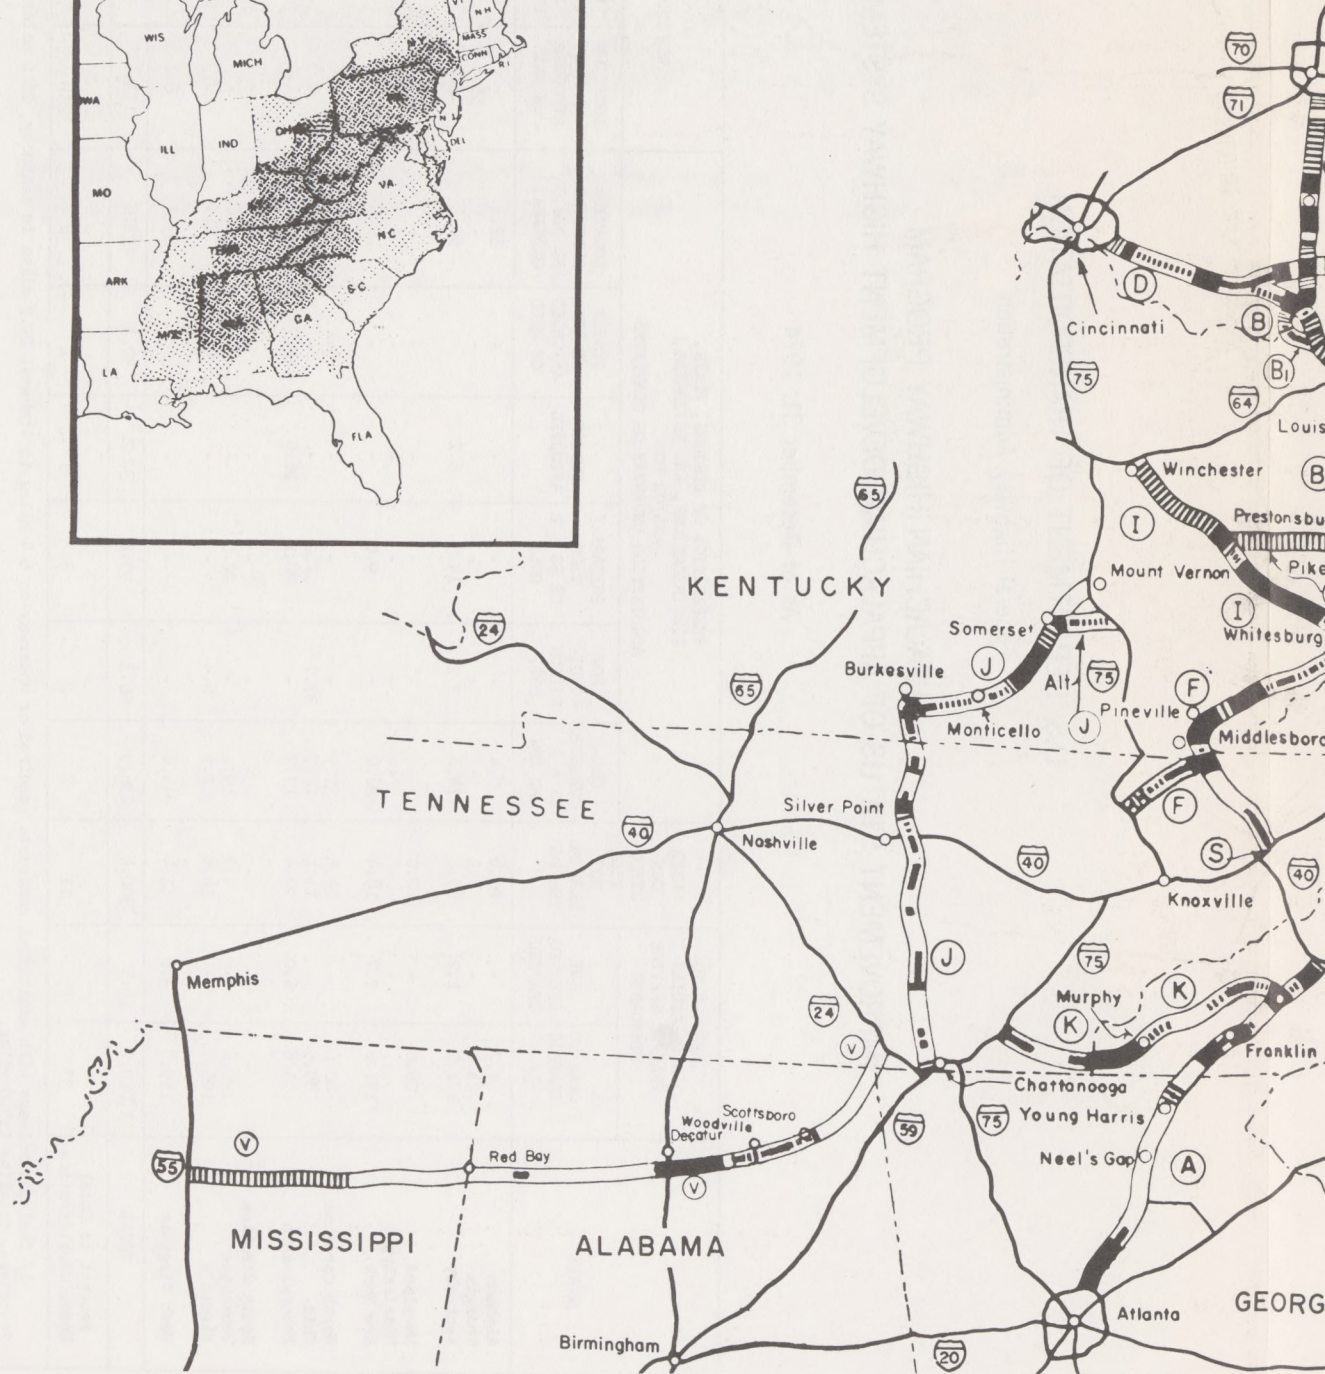 WIS
MICH
N.Y.
N H
MASS
CONN
R I
ILL
IND
DEL
MO
VA
TENN
N C
ARK
S C
GA
LA
FLA
70
71
D
Cincinnati
B
B1
75
64
Louis
Winchester
B
65
I
Prestonsbu
KENTUCKY
Mount Vernon
Pike
I
Whitesburg
24
Somerset
Burkesville
J
Alt
75
F
65
Monticello
J
Pineville
Middlesboro
TENNESSEE
Silver Point
F
40
Nashville
40
S
40
Knoxville
Memphis
J
75
Murphy
K
K
24
V
Franklin
Chattanooga
Scottsboro
Woodville
Decatur
59
75
Young Harris
55
V
Red Bay
Neel's Gap
A
V
MISSISSIPPI
ALABAMA
GEORG
Atlanta
Birmingham
20